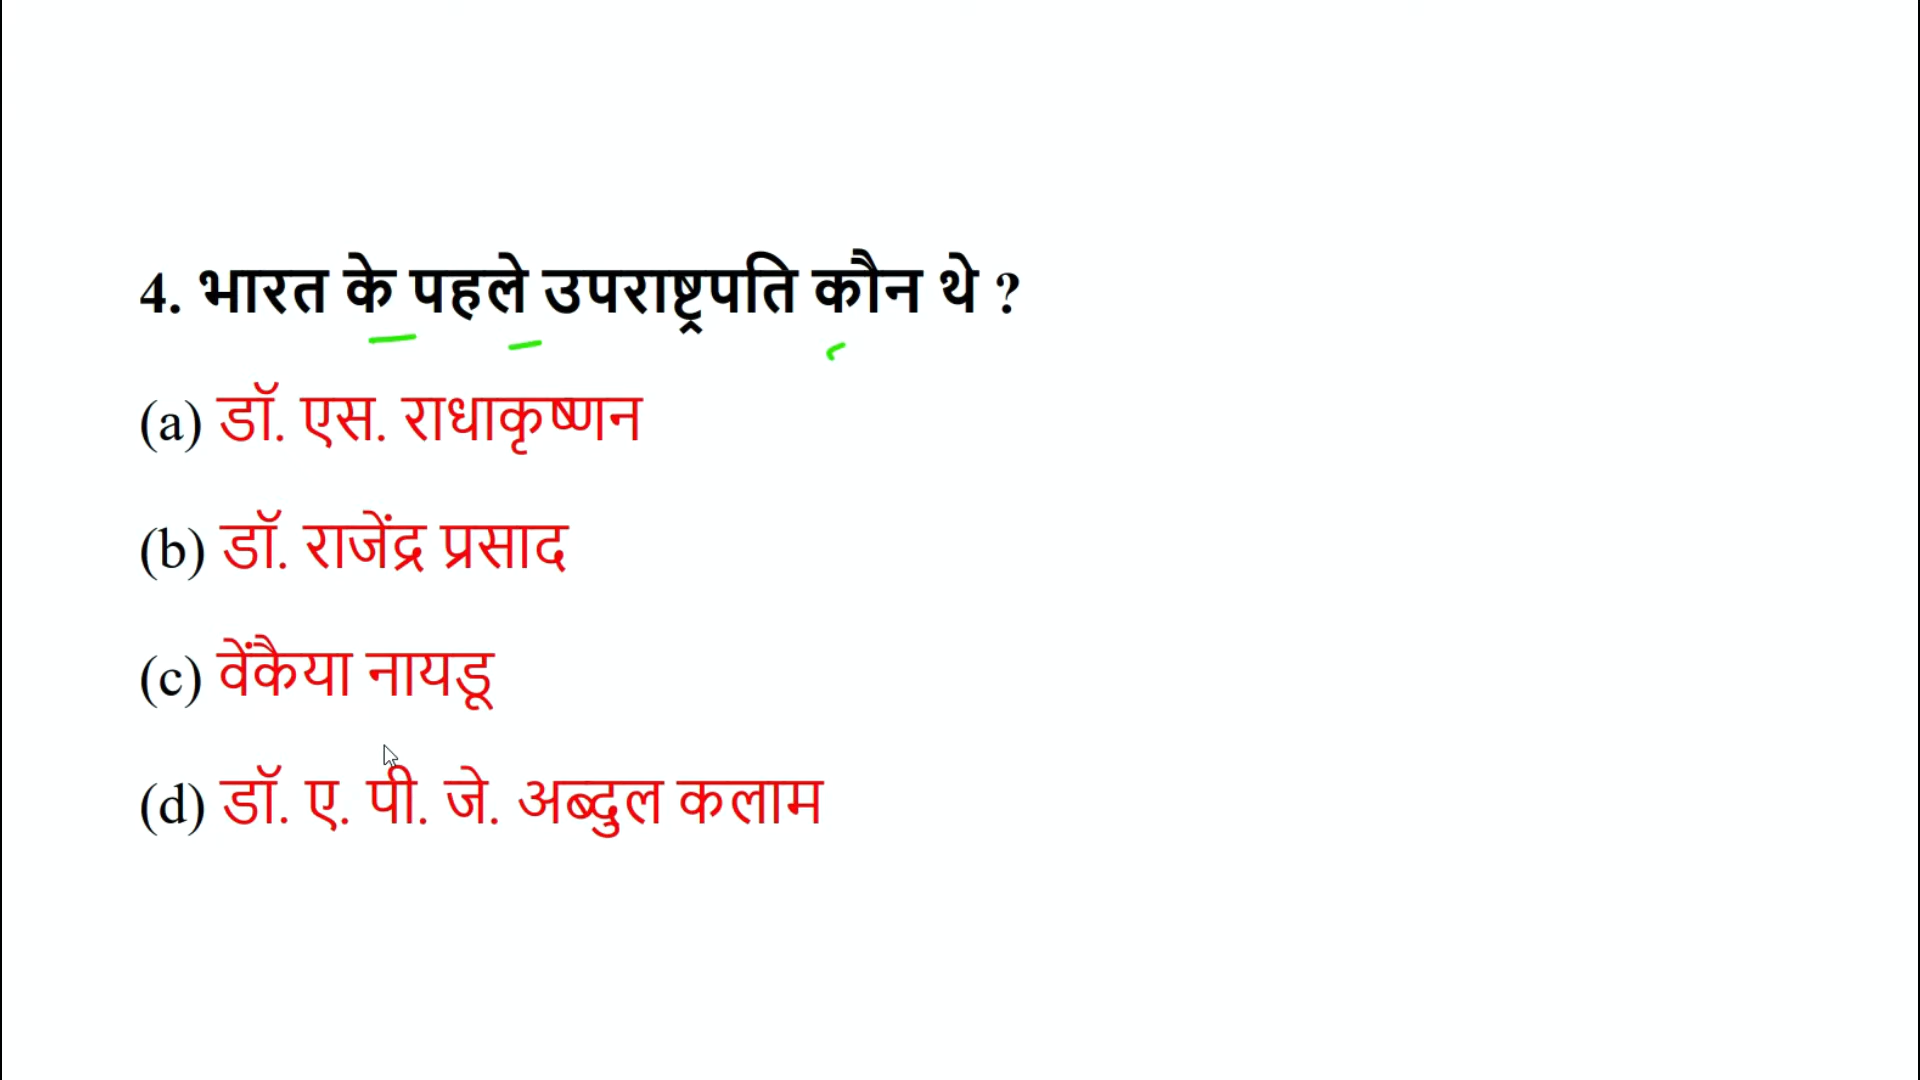 4. भारत के पहले उपराष्ट्रपति कौन थे ?
(a) डॉ. एस. राधाकृष्णन
(b) डॉ. राजेंद्र प्रसाद
(c) वेंकैया नायडू
(d) डॉ. ए. पी. जे. अब्दुल कलाम